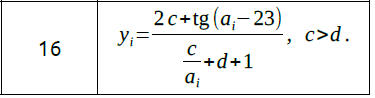 16
y_i = (2c + tg(a_i − 23)) / (c/a_i + d + 1), c > d.